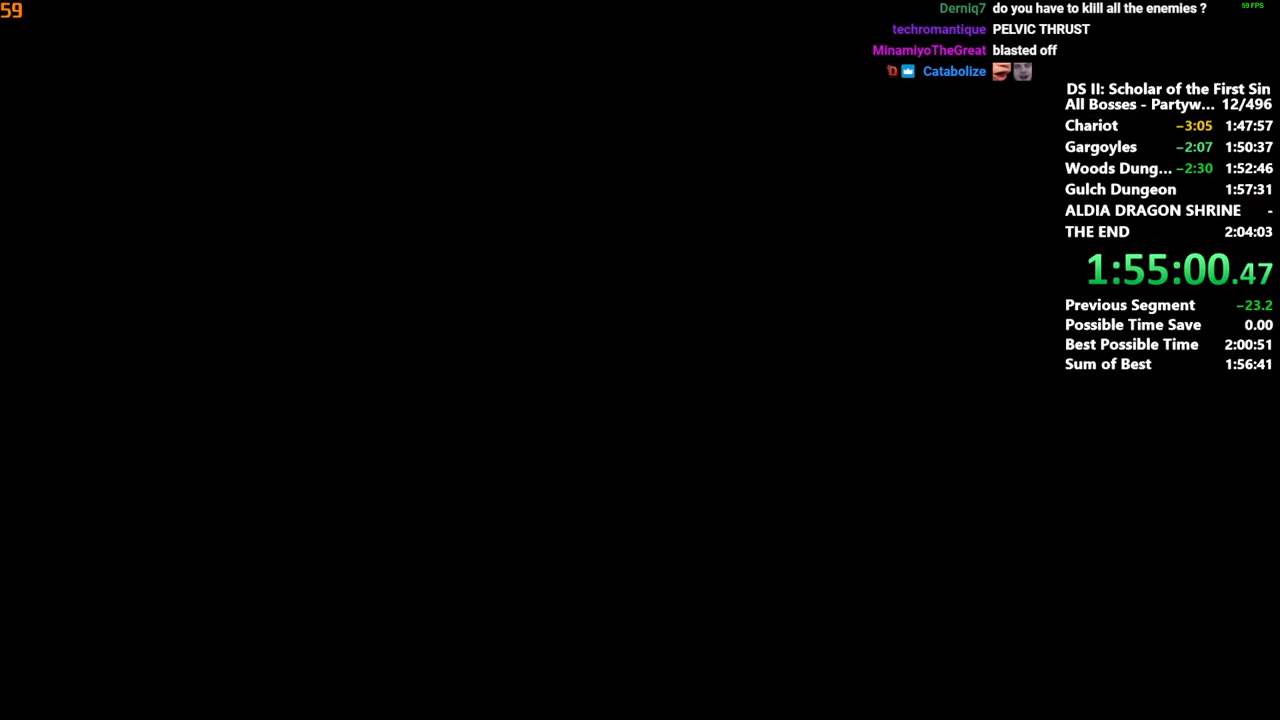 59
Derniq7 do you have to klill all the enemies ?
59 FPS
techromantique PELVIC THRUST
MinamiyoTheGreat blasted off
Catabolize
DS II: Scholar of the First Sin
All Bosses - Partyw... 12/496
Chariot −3:05 1:47:57
Gargoyles −2:07 1:50:37
Woods Dung... −2:30 1:52:46
Gulch Dungeon 1:57:31
ALDIA DRAGON SHRINE -
THE END 2:04:03
1:55:00.47
Previous Segment −23.2
Possible Time Save 0.00
Best Possible Time 2:00:51
Sum of Best 1:56:41